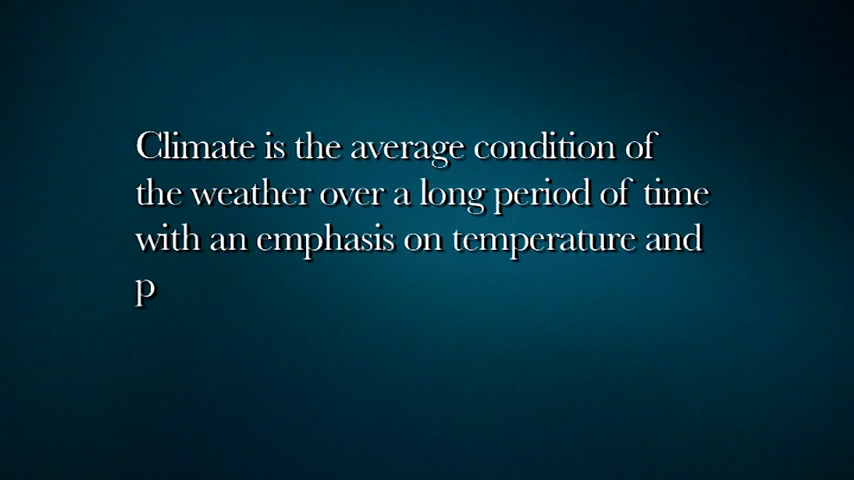 Climate is the average condition of
the weather over a long period of time
with an emphasis on temperature and
p